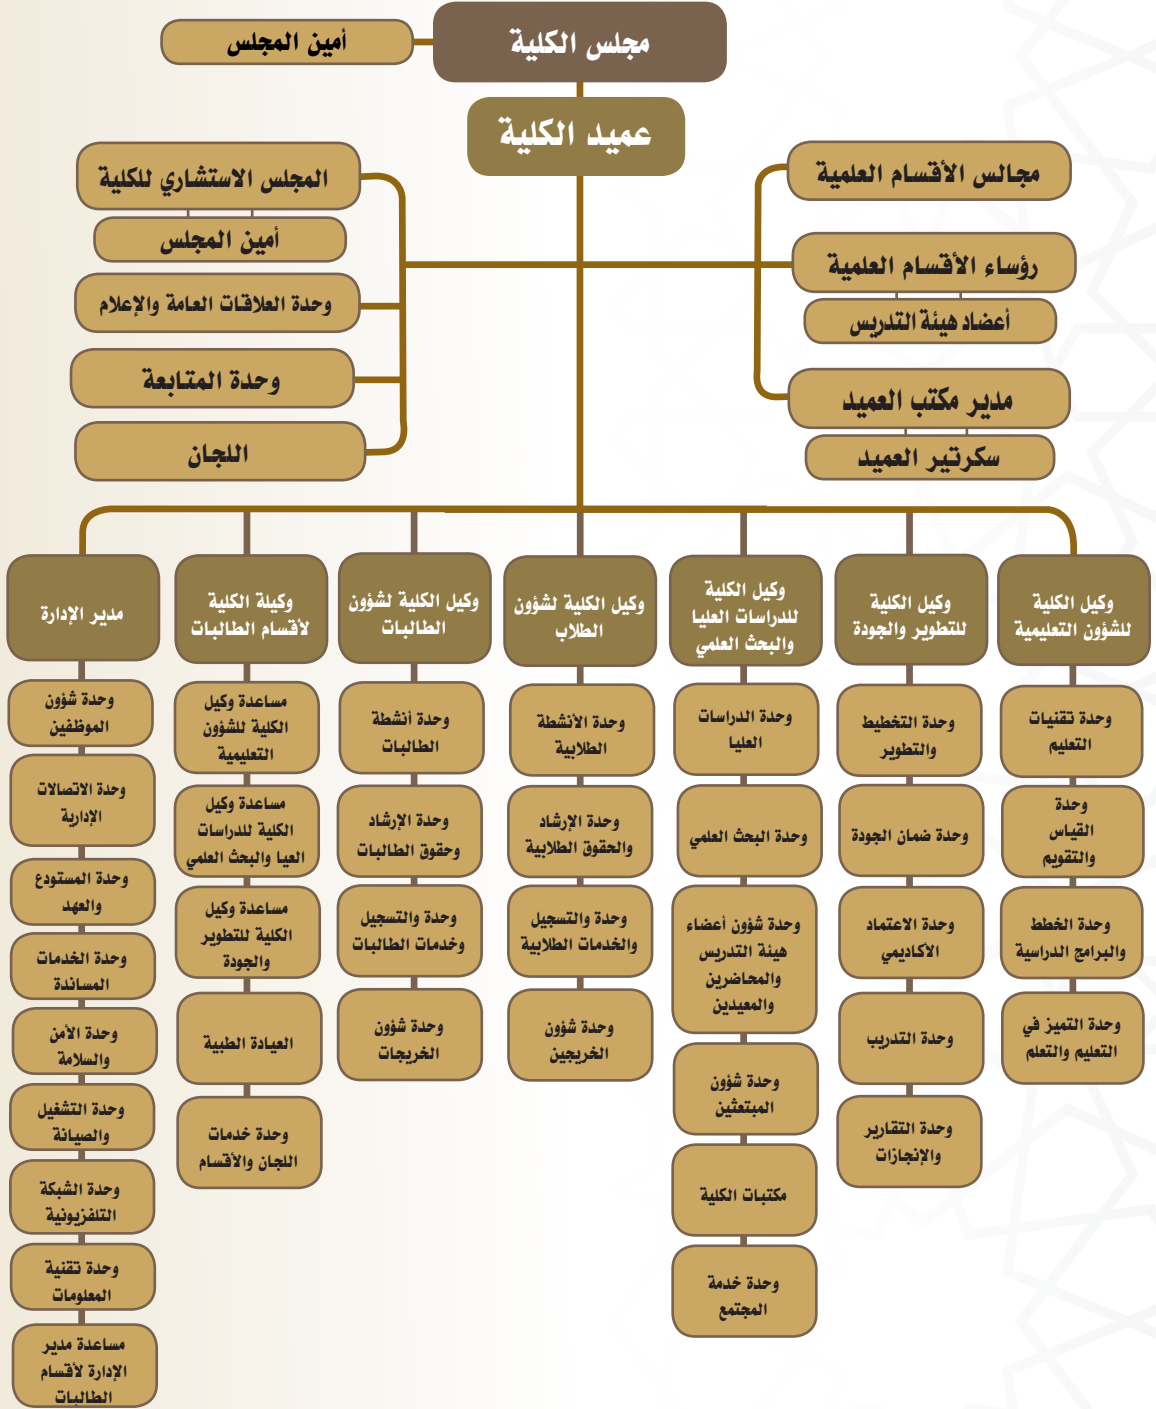 مجلس الكلية
أمين المجلس
عميد الكلية
مجالس الأقسام العلمية
رؤساء الأقسام العلمية
أعضاد هيئة التدريس
مدير مكتب العميد
سكرتير العميد
المجلس الاستشاري للكلية
أمين المجلس
وحدة العلاقات العامة والإعلام
وحدة المتابعة
اللجان
وكيل الكلية
للشؤون التعليمية
وحدة تقنيات
التعليم
وحدة
القياس
والتقويم
وحدة الخطط
والبرامج الدراسية
وحدة التميز في
التعليم والتعلم
وكيل الكلية
للتطوير والجودة
وحدة التخطيط
والتطوير
وحدة ضمان الجودة
وحدة الاعتماد
الاكاديمي
وحدة التدريب
وحدة التقارير
والإنجازات
وكيل الكلية
للدراسات العليا
والبحث العلمي
وحدة الدراسات
العليا
وحدة البحث العلمي
وحدة شؤون أعضاء
هيئة التدريس
والمحاضرين
والمعيدين
وحدة شؤون
المبتعثين
مكتبات الكلية
وحدة خدمة
المجتمع
وكيل الكلية لشؤون
الطلاب
وحدة الأنشطة
الطلابية
وحدة الإرشاد
والحقوق الطلابية
وحدة والتسجيل
والخدمات الطلابية
وحدة شؤون
الخريجين
وكيل الكلية لشؤون
الطالبات
وحدة أنشطة
الطالبات
وحدة الإرشاد
وحقوق الطالبات
وحدة والتسجيل
وخدمات الطالبات
وحدة شؤون
الخريجات
وكيلة الكلية
لأقسام الطالبات
مساعدة وكيل
الكلية للشؤون
التعليمية
مساعدة وكيل
الكلية للدراسات
العيا والبحث العلمي
مساعدة وكيل
الكلية للتطوير
والجودة
العيادة الطبية
وحدة خدمات
اللجان والأقسام
مدير الإدارة
وحدة شؤون
الموظفين
وحدة الاتصالات
الإدارية
وحدة المستودع
والعهد
وحدة الخدمات
المساندة
وحدة الأمن
والسلامة
وحدة التشغيل
والصيانة
وحدة الشبكة
التلفزيونية
وحدة تقنية
المعلومات
مساعدة مدير
الإدارة لأقسام
الطالبات